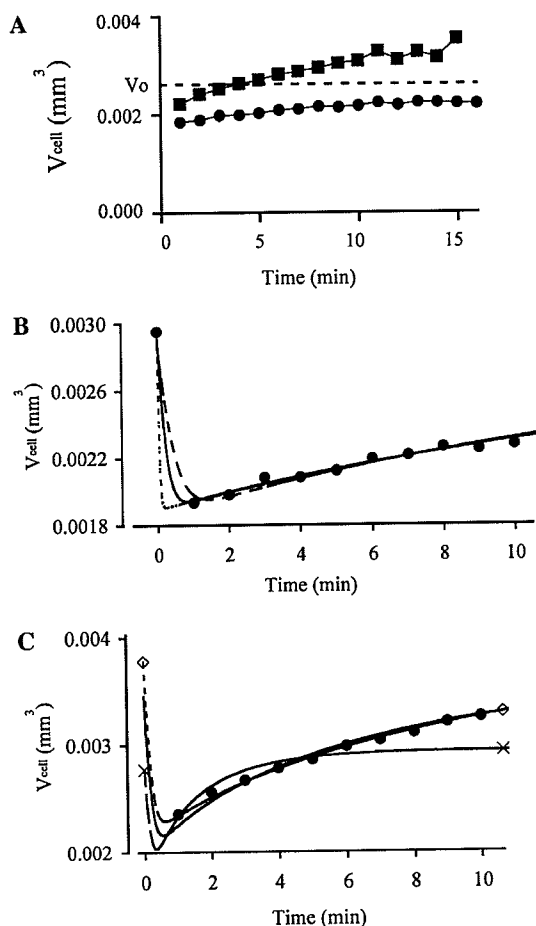 A
0.004
Vo
0.002
0.000
Vcell (mm3)
0 5 10 15
Time (min)
B
0.0030
0.0026
0.0022
0.0018
Vcell (mm3)
0 2 4 6 8 10
Time (min)
C
0.004
0.003
0.002
Vcell (mm3)
0 2 4 6 8 10
Time (min)